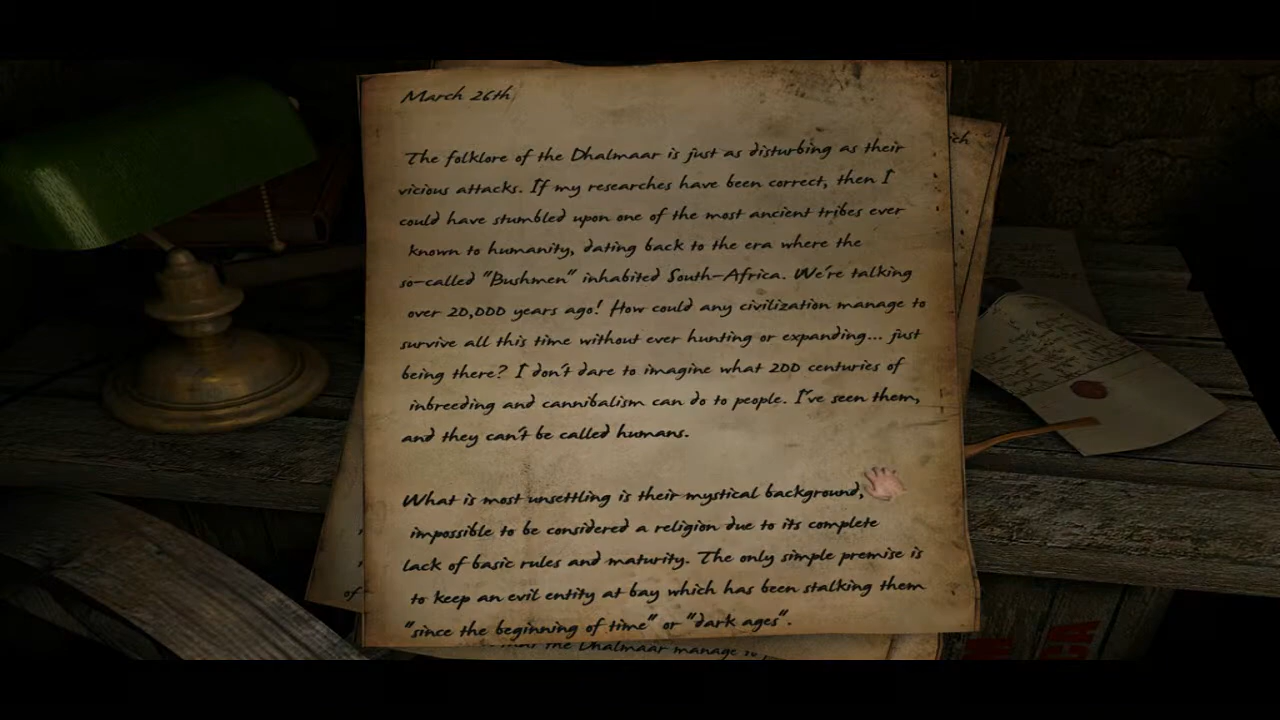 March 26th
The folklore of the Dhalmaar is just as disturbing as their
vicious attacks. If my researches have been correct, then I
could have stumbled upon one of the most ancient tribes ever
known to humanity, dating back to the era where the
so-called "Bushmen" inhabited South-Africa. We're talking
over 20,000 years ago! How could any civilization manage to
survive all this time without ever hunting or expanding... just
being there? I don't dare to imagine what 200 centuries of
inbreeding and cannibalism can do to people. I've seen them,
and they can't be called humans.
What is most unsettling is their mystical background,
impossible to be considered a religion due to its complete
lack of basic rules and maturity. The only simple premise is
to keep an evil entity at bay which has been stalking them
"since the beginning of time" or "dark ages".
the Dhalmaar manage
of